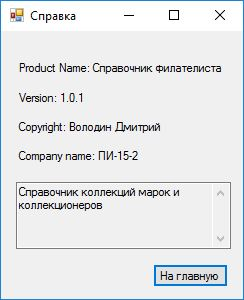 Справка
Product Name: Справочник филателиста
Version: 1.0.1
Copyright: Володин Дмитрий
Company name: ПИ-15-2
Справочник коллекций марок и
коллекционеров
На главную